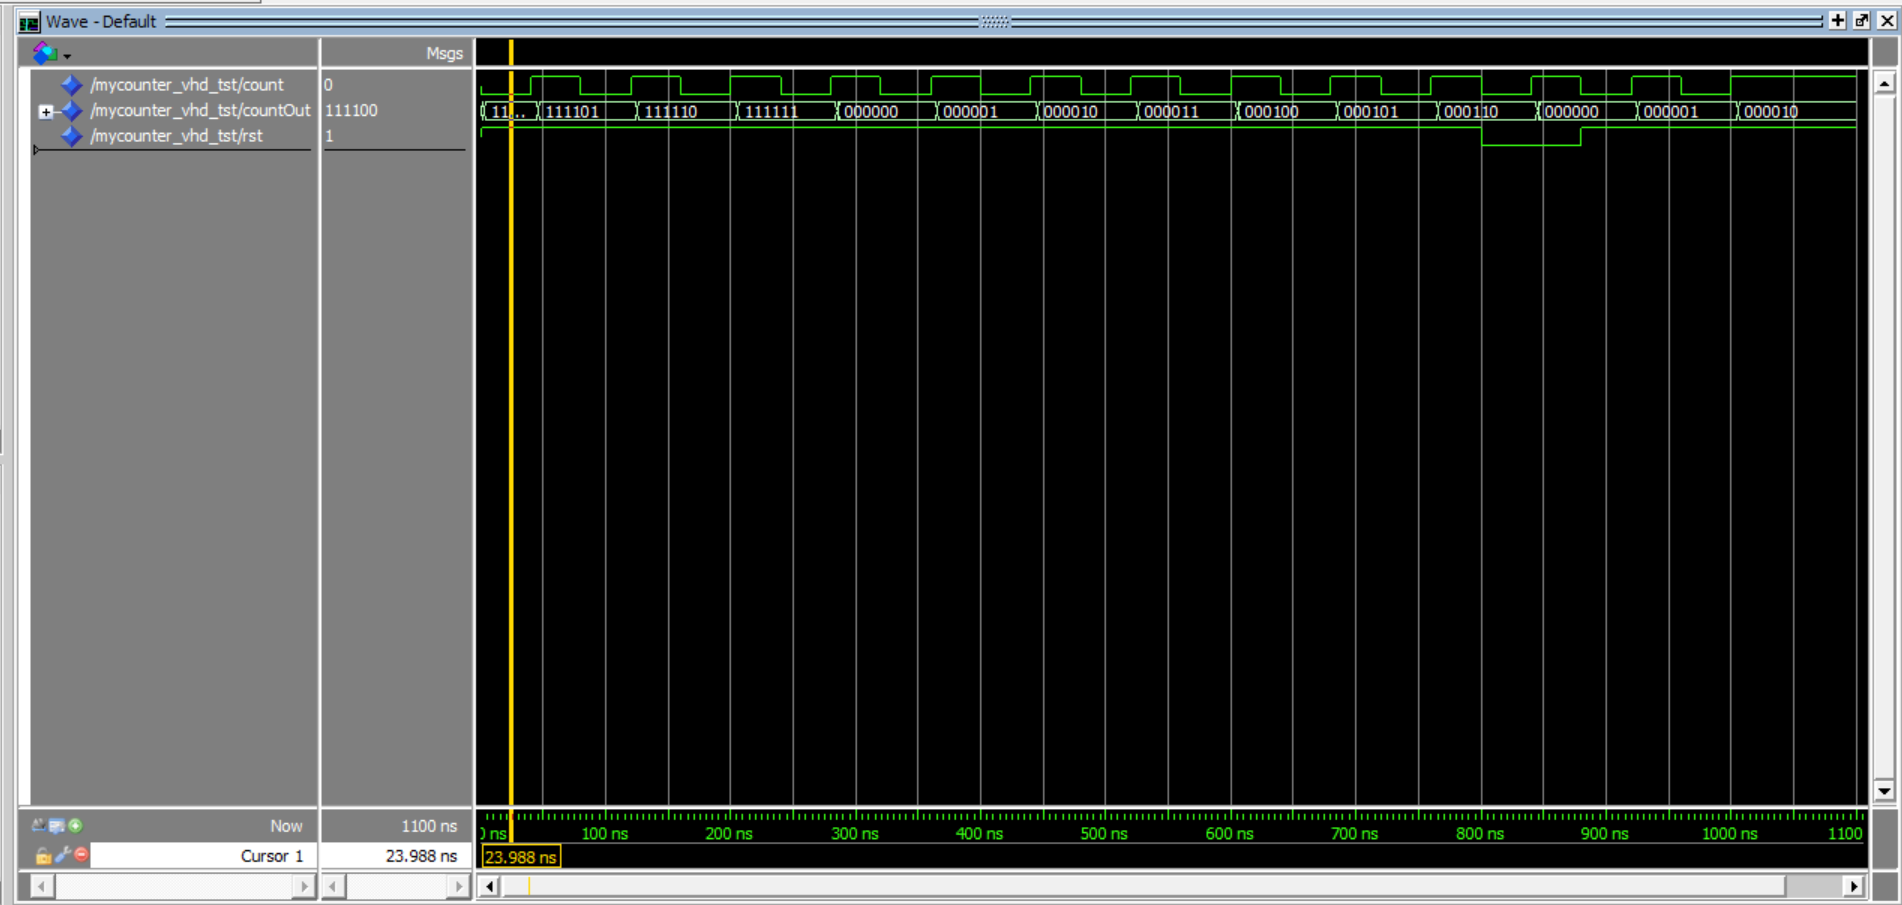 Wave - Default
Msgs
/mycounter_vhd_tst/count 0
/mycounter_vhd_tst/countOut 111100 11... 111101 111110 111111 000000 000001 000010 000011 000100 000101 000110 000000 000001 000010
/mycounter_vhd_tst/rst 1
Now 1100 ns
0 ns 100 ns 200 ns 300 ns 400 ns 500 ns 600 ns 700 ns 800 ns 900 ns 1000 ns 1100
Cursor 1 23.988 ns 23.988 ns